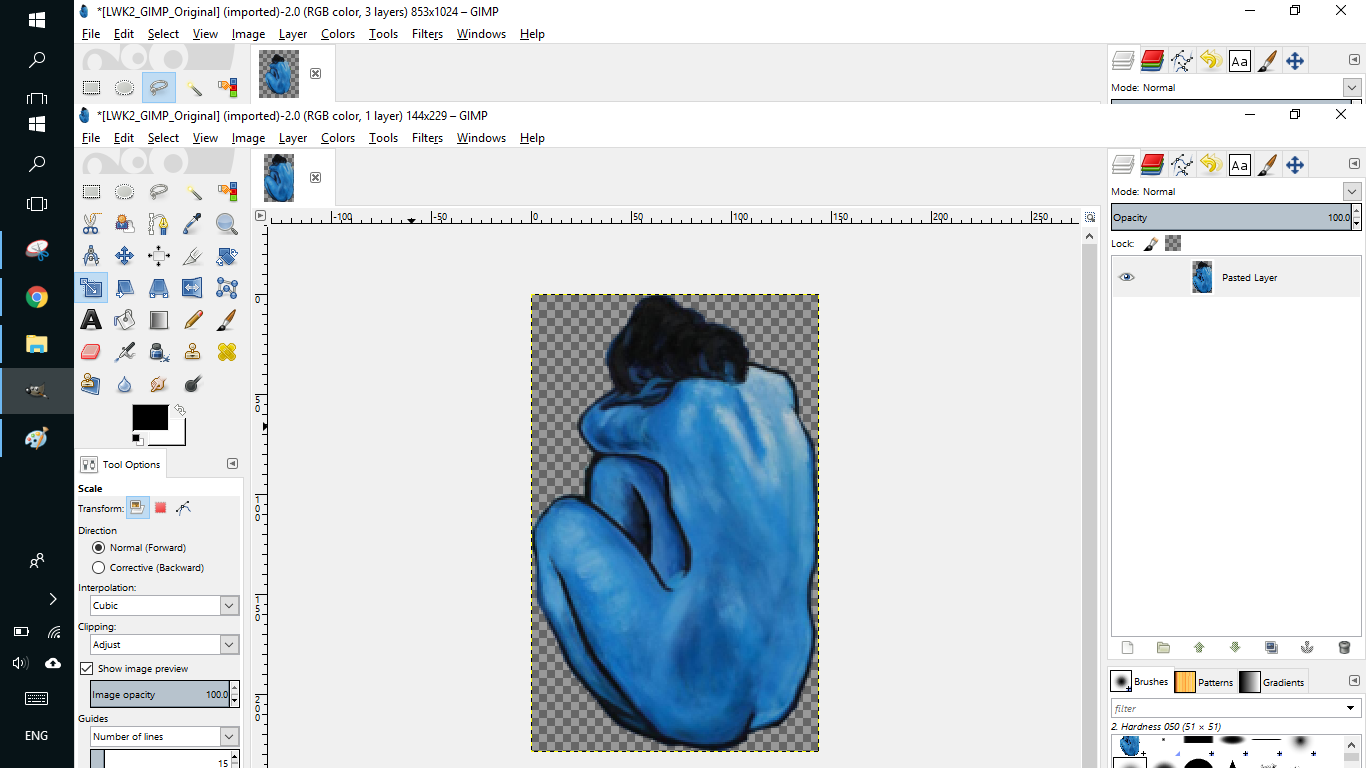 *[LWK2_GIMP_Original] (imported)-2.0 (RGB color, 3 layers) 853x1024 – GIMP
File Edit Select View Image Layer Colors Tools Filters Windows Help
Aa
Mode: Normal
*[LWK2_GIMP_Original] (imported)-2.0 (RGB color, 1 layer) 144x229 – GIMP
File Edit Select View Image Layer Colors Tools Filters Windows Help
Aa
Mode: Normal
-100 -50 0 50 100 150 200 250
Opacity 100.0
Lock:
Pasted Layer
0
50
100
150
200
A
Tool Options
Scale
Transform:
Direction
Normal (Forward)
Corrective (Backward)
Interpolation:
Cubic
Clipping:
Adjust
Show image preview
Image opacity 100.0
Guides
Number of lines
15
Brushes Patterns Gradients
filter
2. Hardness 050 (51 × 51)
ENG